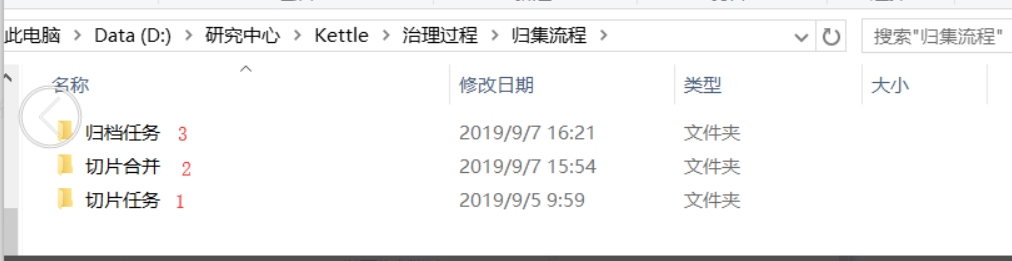 此电脑 > Data (D:) > 研究中心 > Kettle > 治理过程 > 归集流程 > 搜索"归集流程"
名称 修改日期 类型 大小
归档任务 3 2019/9/7 16:21 文件夹
切片合并 2 2019/9/7 15:54 文件夹
切片任务 1 2019/9/5 9:59 文件夹